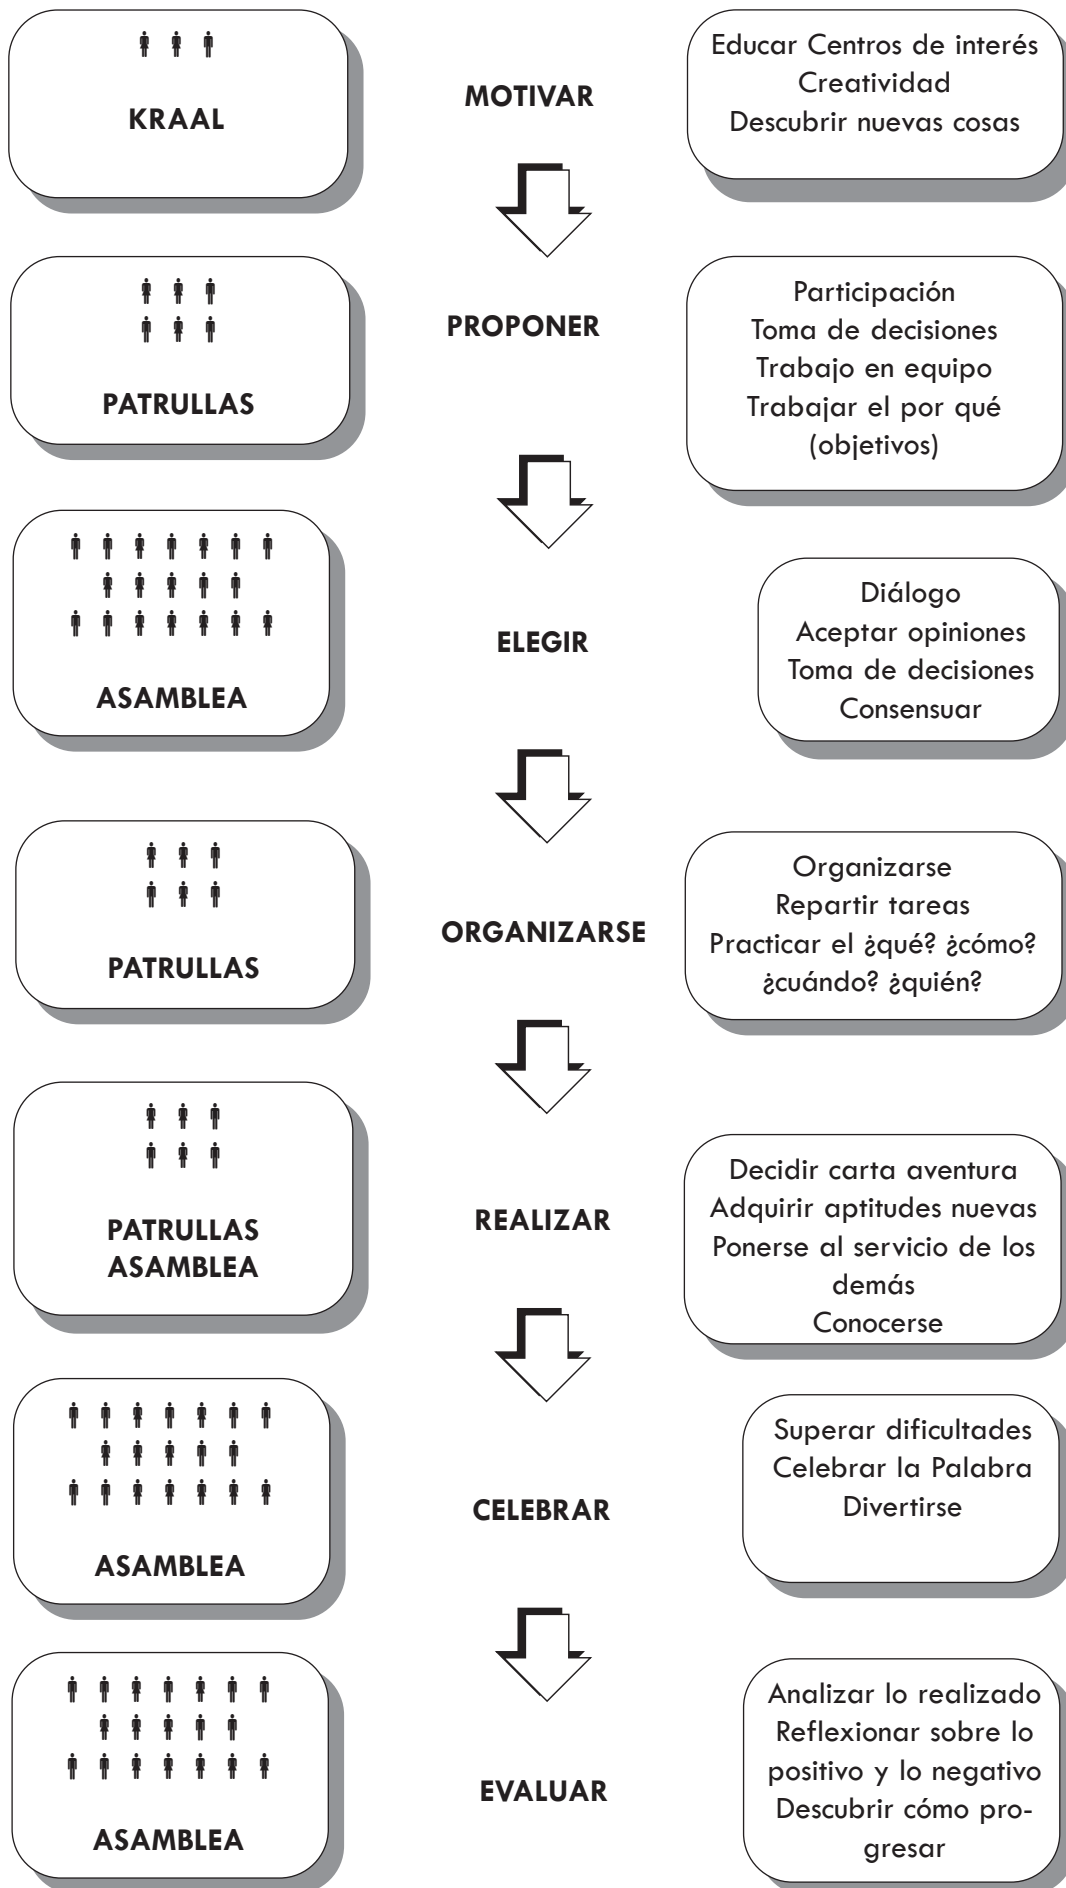 KRAAL
MOTIVAR
Educar Centros de interés
Creatividad
Descubrir nuevas cosas
PATRULLAS
PROPONER
Participación
Toma de decisiones
Trabajo en equipo
Trabajar el por qué
(objetivos)
ASAMBLEA
ELEGIR
Diálogo
Aceptar opiniones
Toma de decisiones
Consensuar
PATRULLAS
ORGANIZARSE
Organizarse
Repartir tareas
Practicar el ¿qué? ¿cómo?
¿cuándo? ¿quién?
PATRULLAS
ASAMBLEA
REALIZAR
Decidir carta aventura
Adquirir aptitudes nuevas
Ponerse al servicio de los
demás
Conocerse
ASAMBLEA
CELEBRAR
Superar dificultades
Celebrar la Palabra
Divertirse
ASAMBLEA
EVALUAR
Analizar lo realizado
Reflexionar sobre lo
positivo y lo negativo
Descubrir cómo pro-
gresar